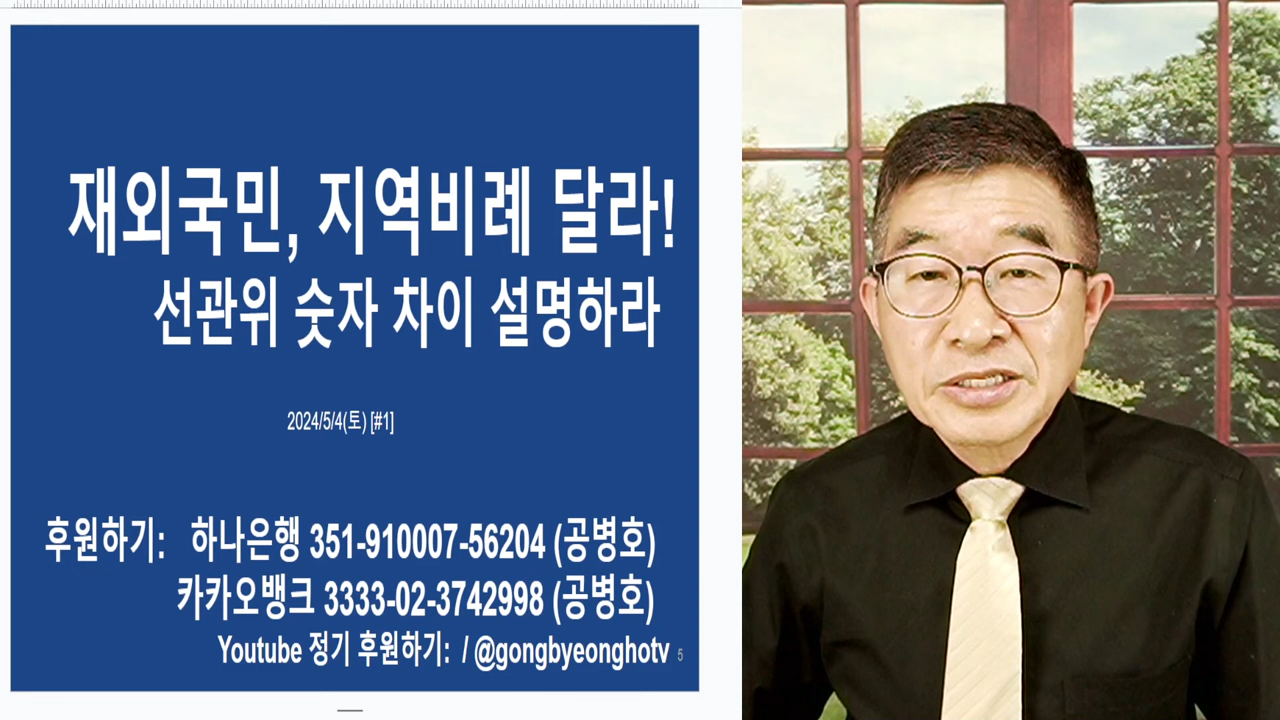 재외국민, 지역비례 달라!
선관위 숫자 차이 설명하라
2024/5/4(토) [#1]
후원하기: 하나은행 351-910007-56204 (공병호)
카카오뱅크 3333-02-3742998 (공병호)
Youtube 정기 후원하기: / @gongbyeonghotv 5